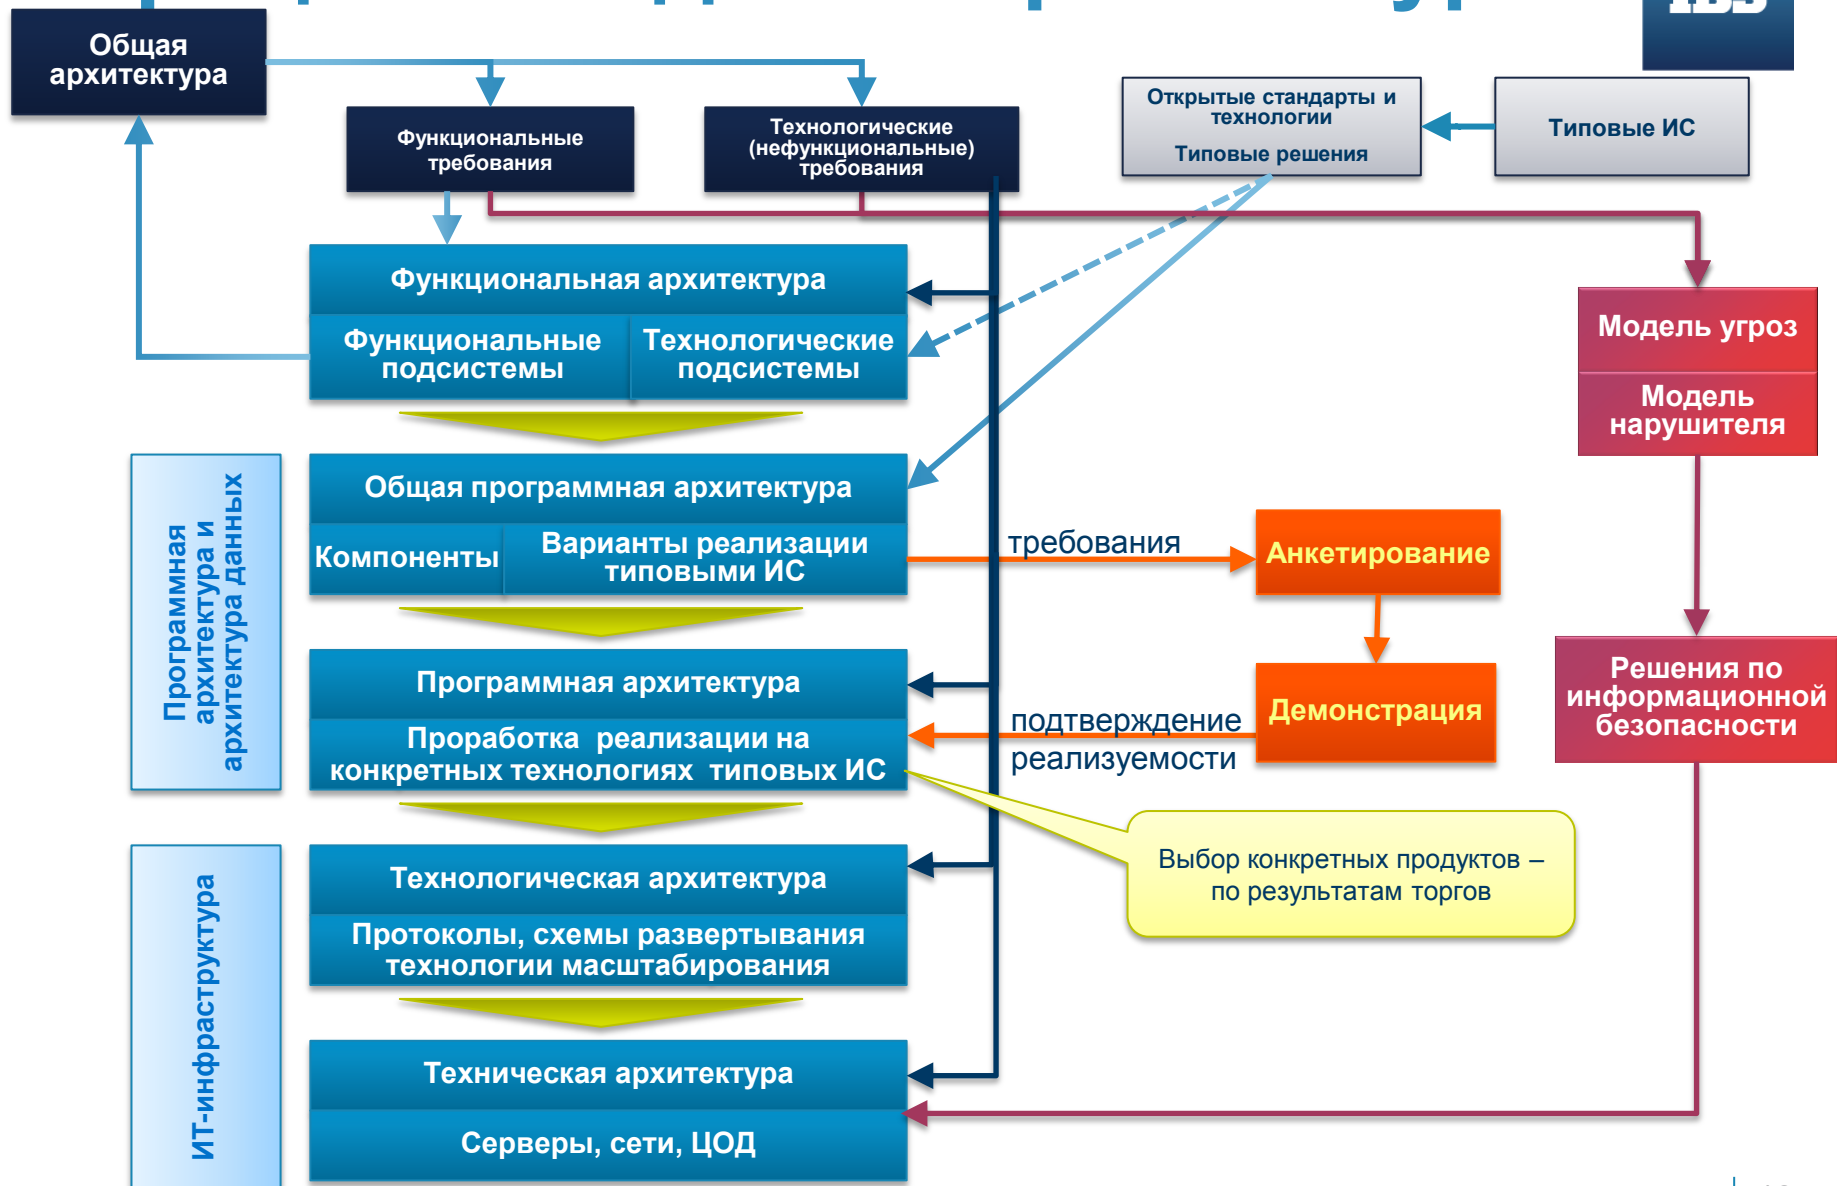 IBS
Общая
архитектура
Функциональные
требования
Технологические
(нефункциональные)
требования
Открытые стандарты и
технологии
Типовые решения
Типовые ИС
Функциональная архитектура
Функциональные
подсистемы
Технологические
подсистемы
Модель угроз
Модель
нарушителя
Программная
архитектура и
архитектура данных
Общая программная архитектура
Компоненты
Варианты реализации
типовыми ИС
требования
Анкетирование
Программная архитектура
Проработка реализации на
конкретных технологиях типовых ИС
подтверждение
реализуемости
Демонстрация
Решения по
информационной
безопасности
Выбор конкретных продуктов –
по результатам торгов
ИТ-инфраструктура
Технологическая архитектура
Протоколы, схемы развертывания
технологии масштабирования
Техническая архитектура
Серверы, сети, ЦОД